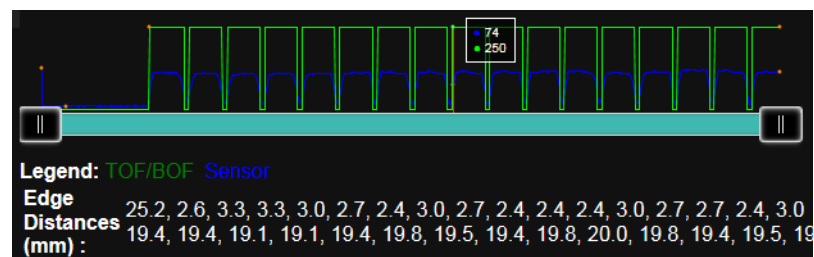 74
250
Legend: TOF/BOF Sensor
Edge
Distances
(mm) :
25.2, 2.6, 3.3, 3.3, 3.0, 2.7, 2.4, 3.0, 2.7, 2.4, 2.4, 2.4, 3.0, 2.7, 2.7, 2.4, 3.0
19.4, 19.4, 19.1, 19.1, 19.4, 19.8, 19.5, 19.4, 19.8, 20.0, 19.8, 19.4, 19.5, 19